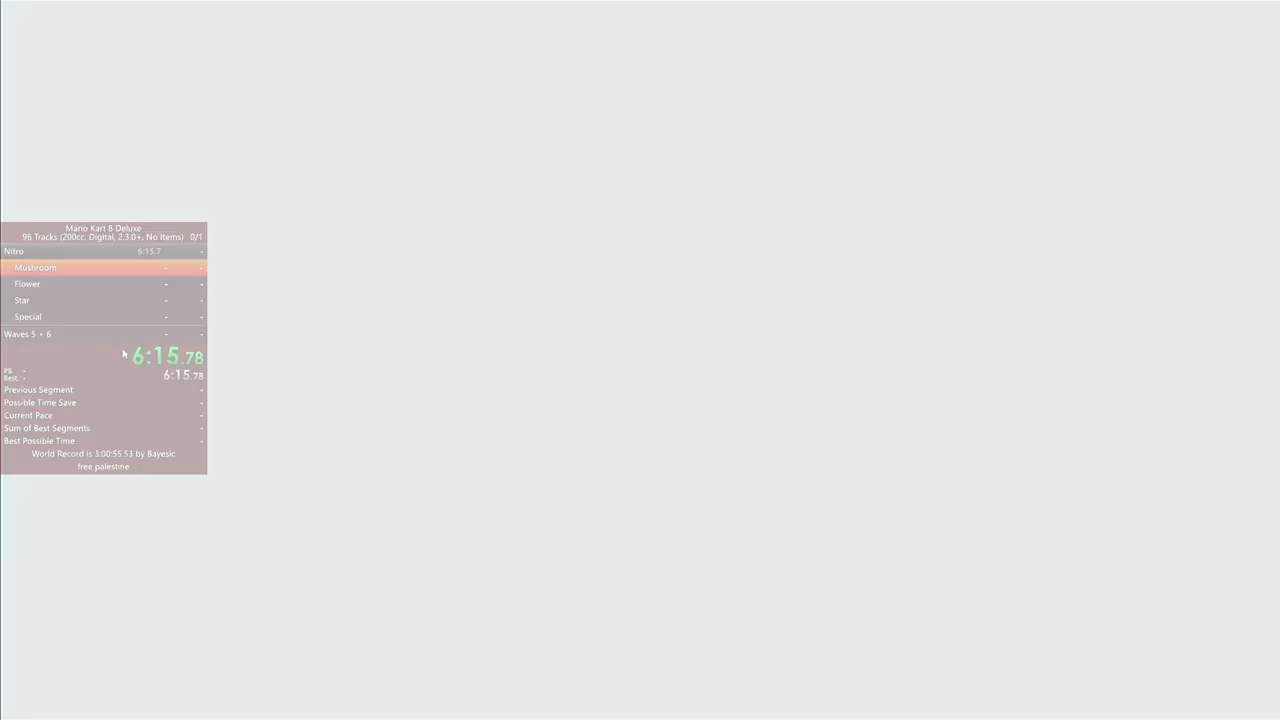 Mario Kart 8 Deluxe
96 Tracks (200cc, Digital, 2.3.0+, No Items) 0/1
Nitro 6:15.7 -
Mushroom - -
Flower - -
Star - -
Special - -
Waves 5 + 6 - -
6:15.78
PB: -
Best: - 6:15.78
Previous Segment -
Possible Time Save -
Current Pace -
Sum of Best Segments -
Best Possible Time -
World Record is 3:00:55.53 by Bayesic
free palestine